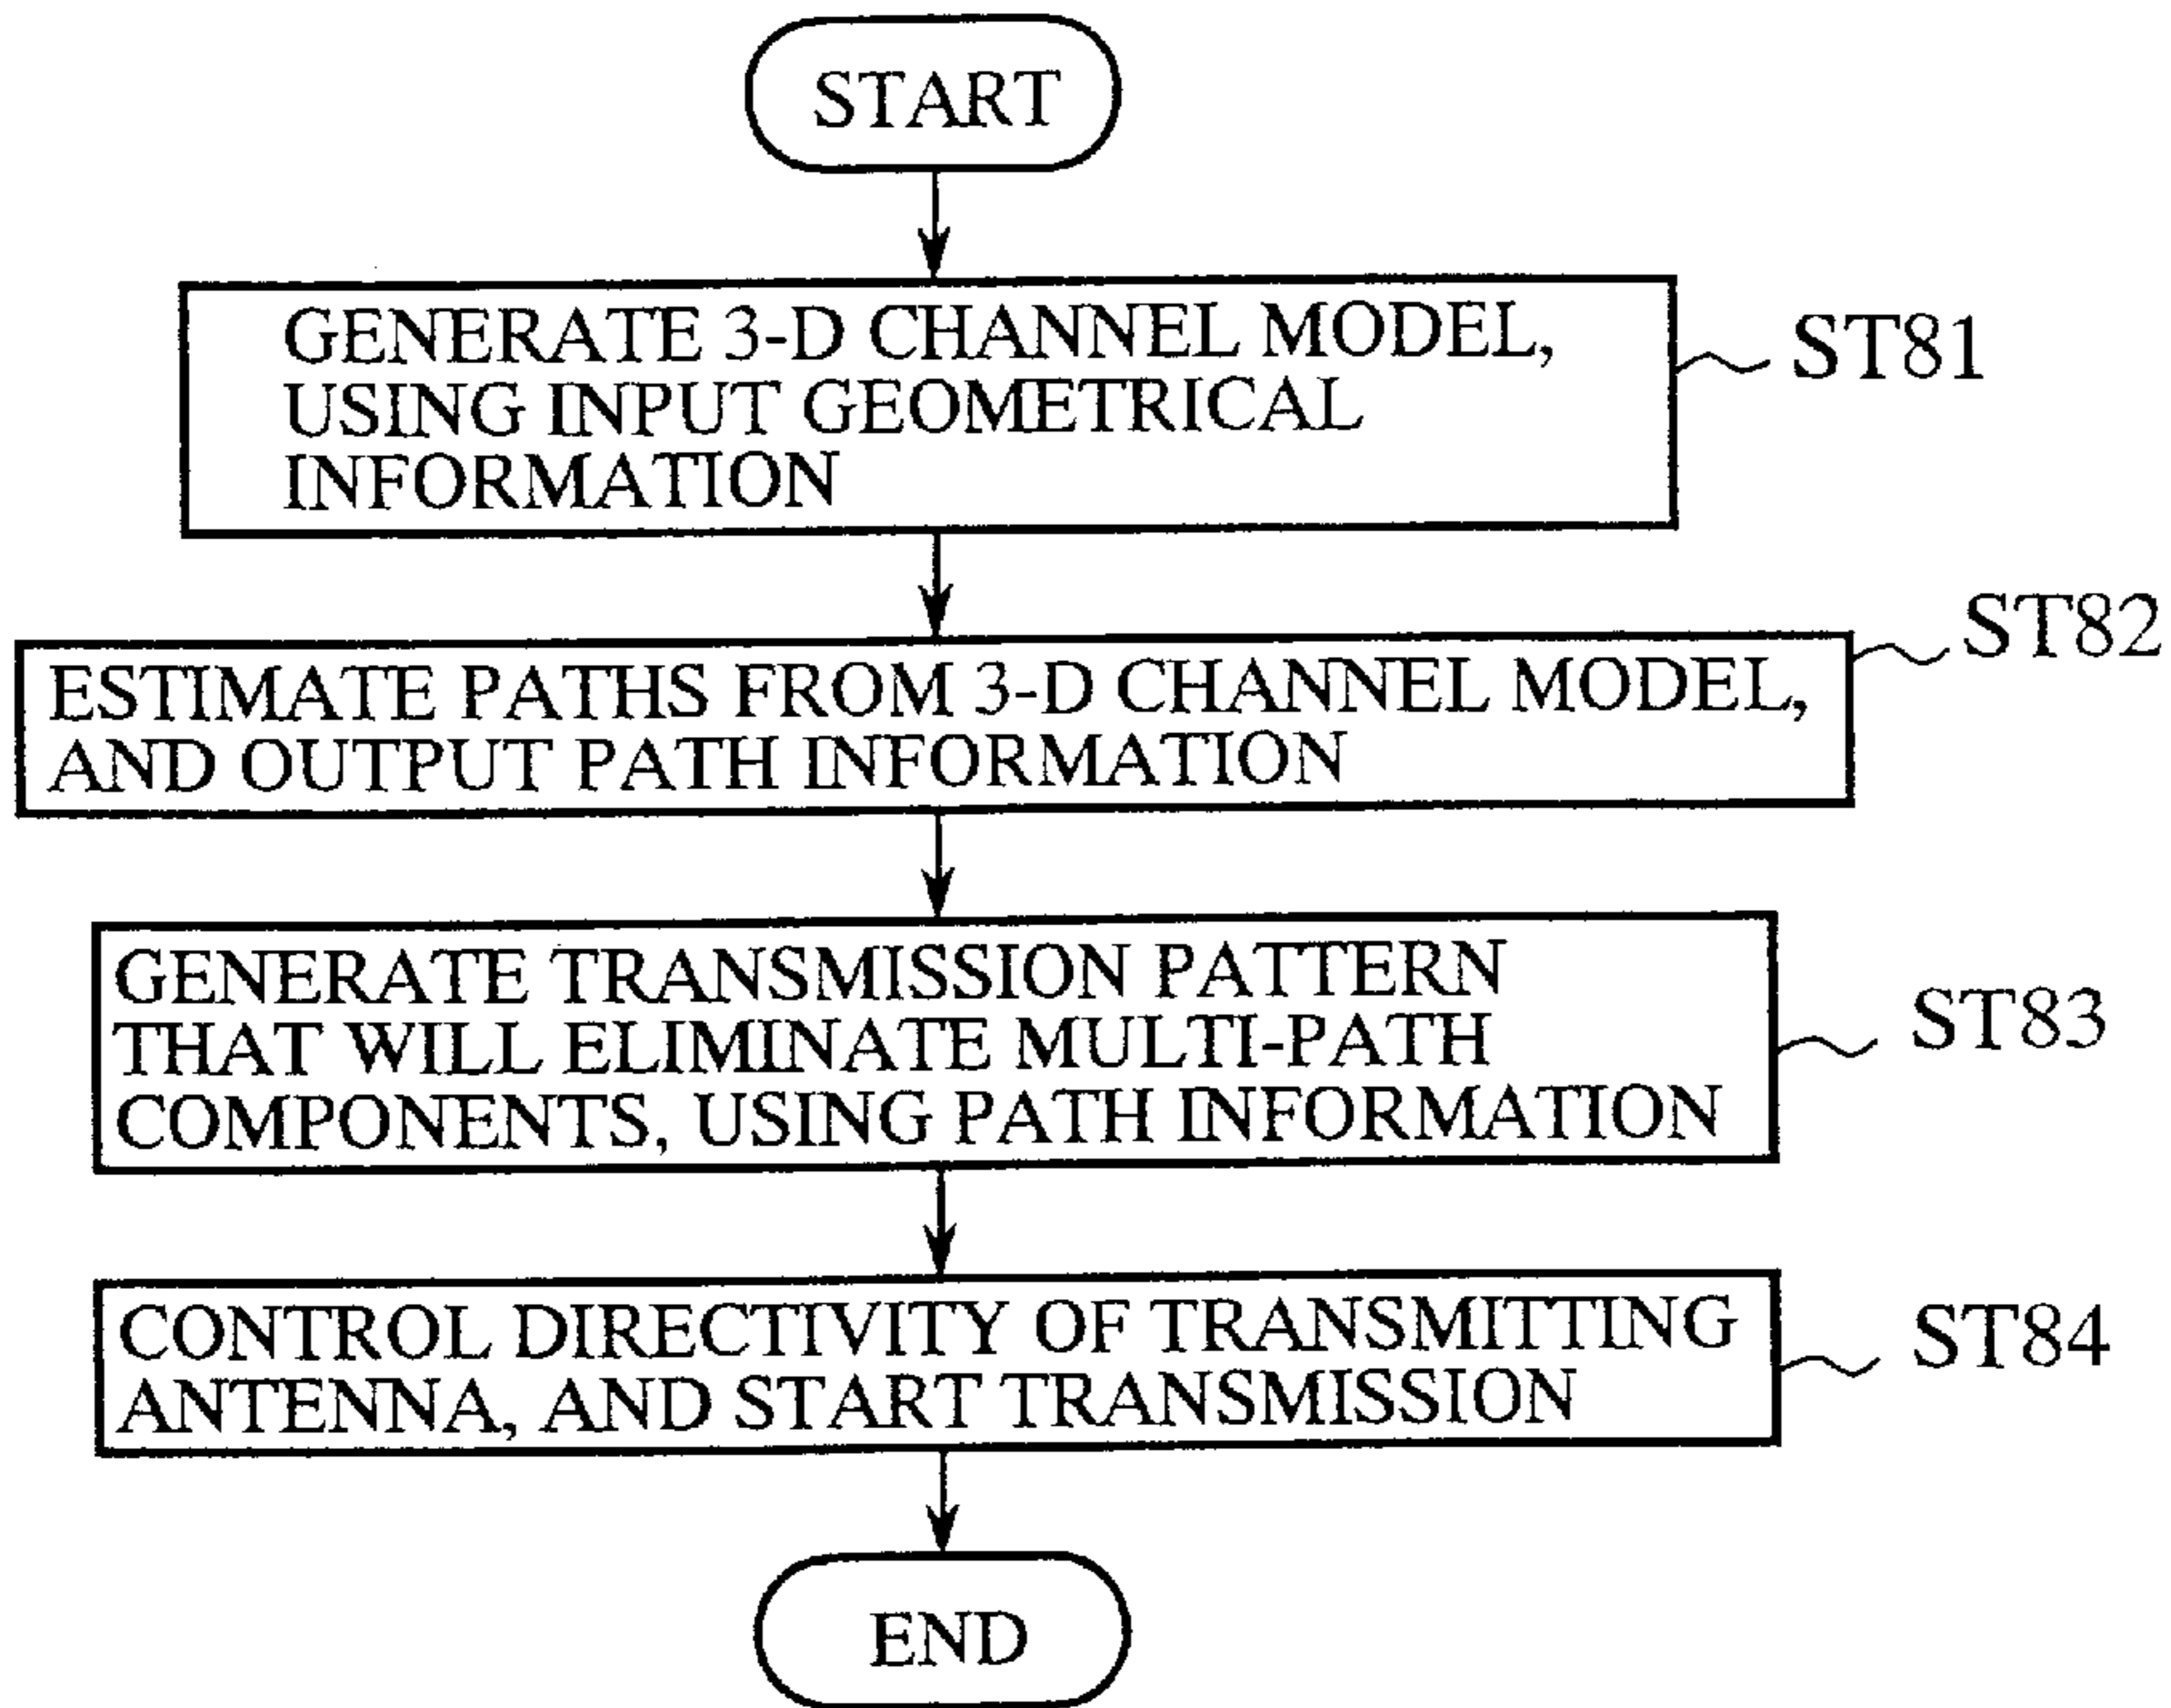 START
GENERATE 3-D CHANNEL MODEL,
USING INPUT GEOMETRICAL
INFORMATION
ST81
ESTIMATE PATHS FROM 3-D CHANNEL MODEL,
AND OUTPUT PATH INFORMATION
ST82
GENERATE TRANSMISSION PATTERN
THAT WILL ELIMINATE MULTI-PATH
COMPONENTS, USING PATH INFORMATION
ST83
CONTROL DIRECTIVITY OF TRANSMITTING
ANTENNA, AND START TRANSMISSION
ST84
END